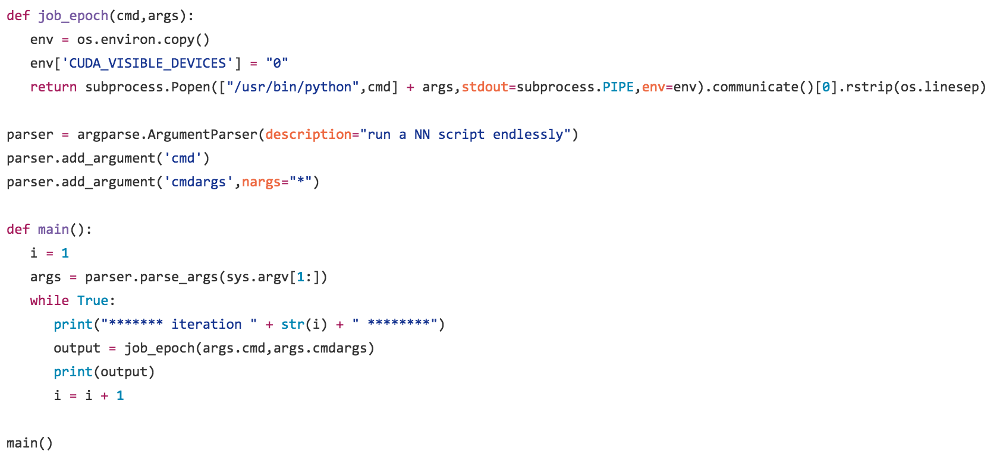 def job_epoch(cmd,args):
   env = os.environ.copy()
   env['CUDA_VISIBLE_DEVICES'] = "0"
   return subprocess.Popen(["/usr/bin/python",cmd] + args,stdout=subprocess.PIPE,env=env).communicate()[0].rstrip(os.linesep)

parser = argparse.ArgumentParser(description="run a NN script endlessly")
parser.add_argument('cmd')
parser.add_argument('cmdargs',nargs="*")

def main():
   i = 1
   args = parser.parse_args(sys.argv[1:])
   while True:
      print("******* iteration " + str(i) + " ********")
      output = job_epoch(args.cmd,args.cmdargs)
      print(output)
      i = i + 1

main()